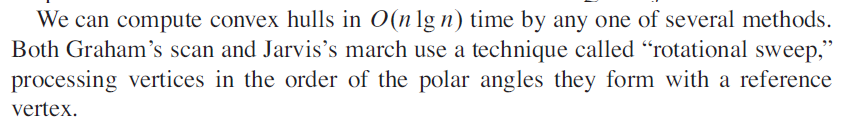 We can compute convex hulls in O(n lg n) time by any one of several methods.
Both Graham's scan and Jarvis's march use a technique called “rotational sweep,”
processing vertices in the order of the polar angles they form with a reference
vertex.